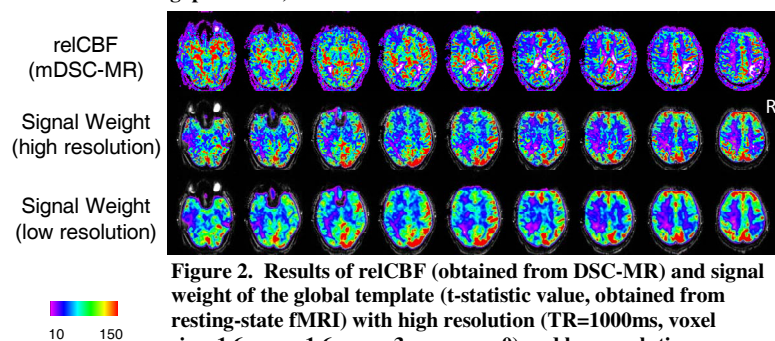 relCBF
(mDSC-MR)
R
Signal Weight
(high resolution)
Signal Weight
(low resolution)
Figure 2. Results of relCBF (obtained from DSC-MR) and signal
weight of the global template (t-statistic value, obtained from
resting-state fMRI) with high resolution (TR=1000ms, voxel
10 150